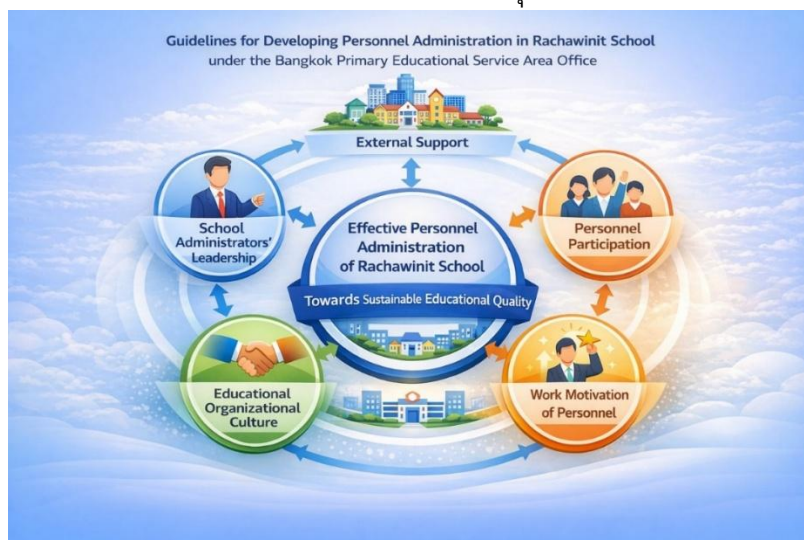 Guidelines for Developing Personnel Administration in Rachawinit School
under the Bangkok Primary Educational Service Area Office
External Support
School
Administrators'
Leadership
Effective Personnel
Administration
of Rachawinit School
Towards Sustainable Educational Quality
Personnel
Participation
Educational
Organizational
Culture
Work Motivation
of Personnel